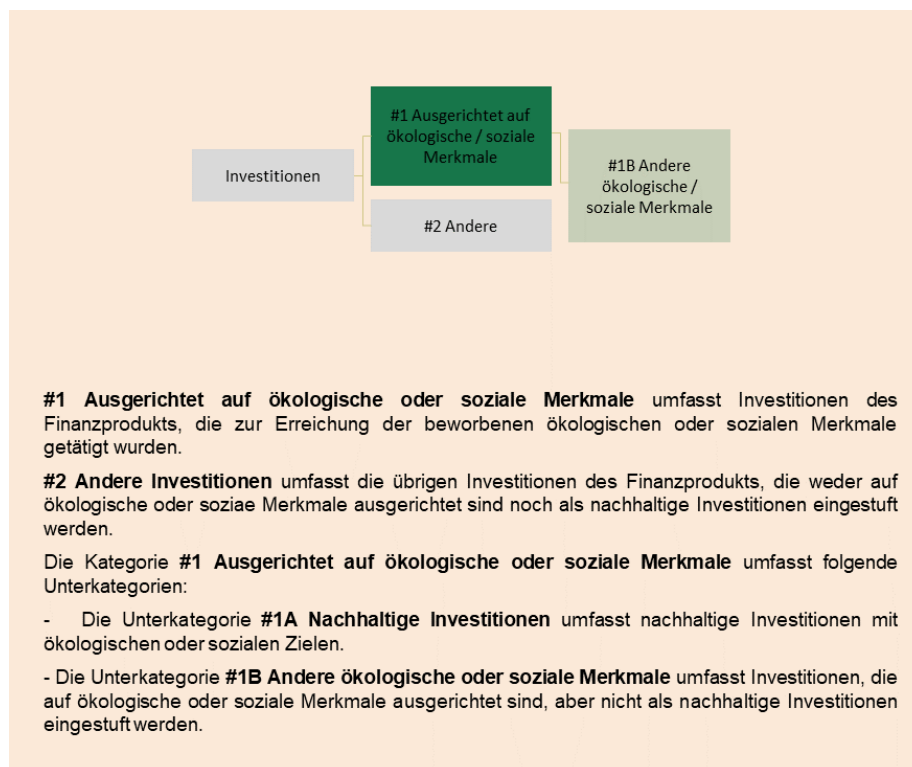 #1 Ausgerichtet auf
ökologische / soziale
Merkmale
Investitionen
#1B Andere
ökologische /
soziale Merkmale
#2 Andere
#1 Ausgerichtet auf ökologische oder soziale Merkmale umfasst Investitionen des
Finanzprodukts, die zur Erreichung der beworbenen ökologischen oder sozialen Merkmale
getätigt wurden.
#2 Andere Investitionen umfasst die übrigen Investitionen des Finanzprodukts, die weder auf
ökologische oder soziae Merkmale ausgerichtet sind noch als nachhaltige Investitionen eingestuft
werden.
Die Kategorie #1 Ausgerichtet auf ökologische oder soziale Merkmale umfasst folgende
Unterkategorien:
- Die Unterkategorie #1A Nachhaltige Investitionen umfasst nachhaltige Investitionen mit
ökologischen oder sozialen Zielen.
- Die Unterkategorie #1B Andere ökologische oder soziale Merkmale umfasst Investitionen, die
auf ökologische oder soziale Merkmale ausgerichtet sind, aber nicht als nachhaltige Investitionen
eingestuft werden.